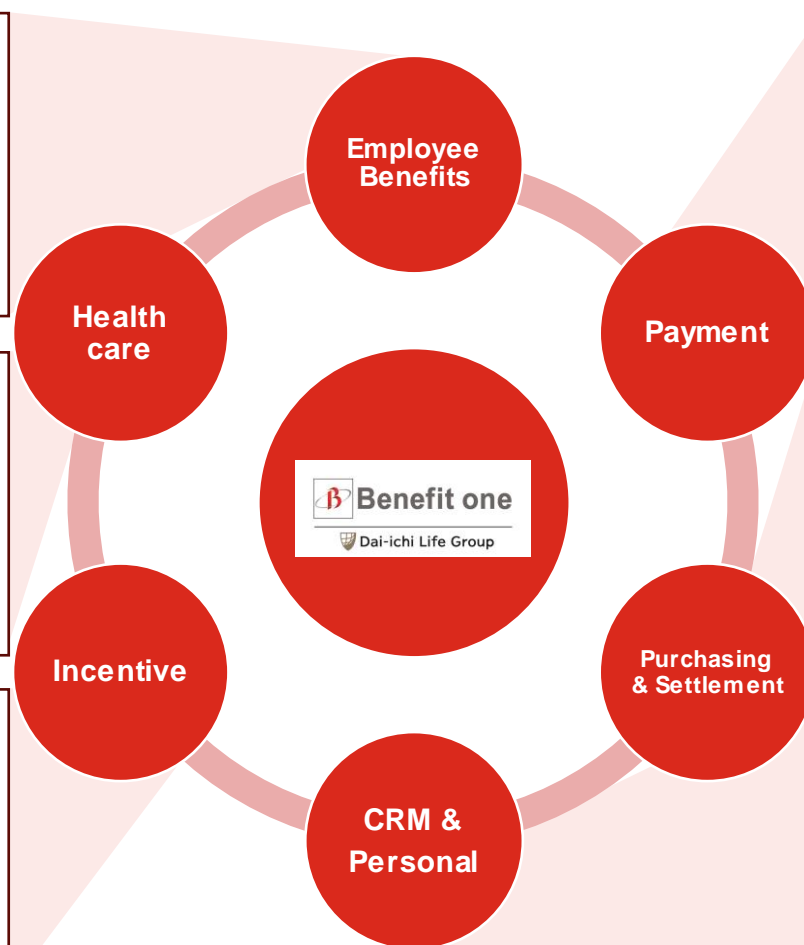 Employee
Benefits
Health
care
Payment
Benefit one
Dai-ichi Life Group
Incentive
Purchasing
& Settlement
CRM &
Personal